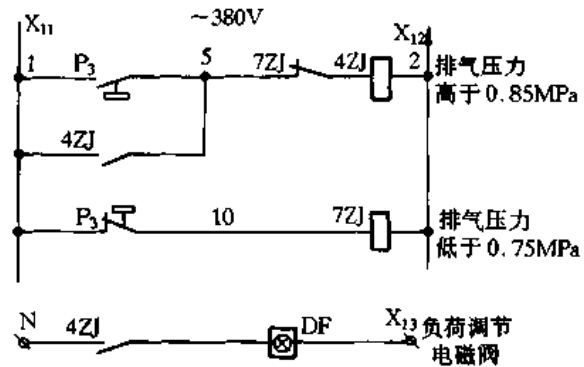 X11 ～380V X12
1 P3 5 7ZJ 4ZJ 2 排气压力
高于0.85MPa
4ZJ
P3 10 7ZJ 排气压力
低于0.75MPa
N 4ZJ DF X13 负荷调节
电磁阀